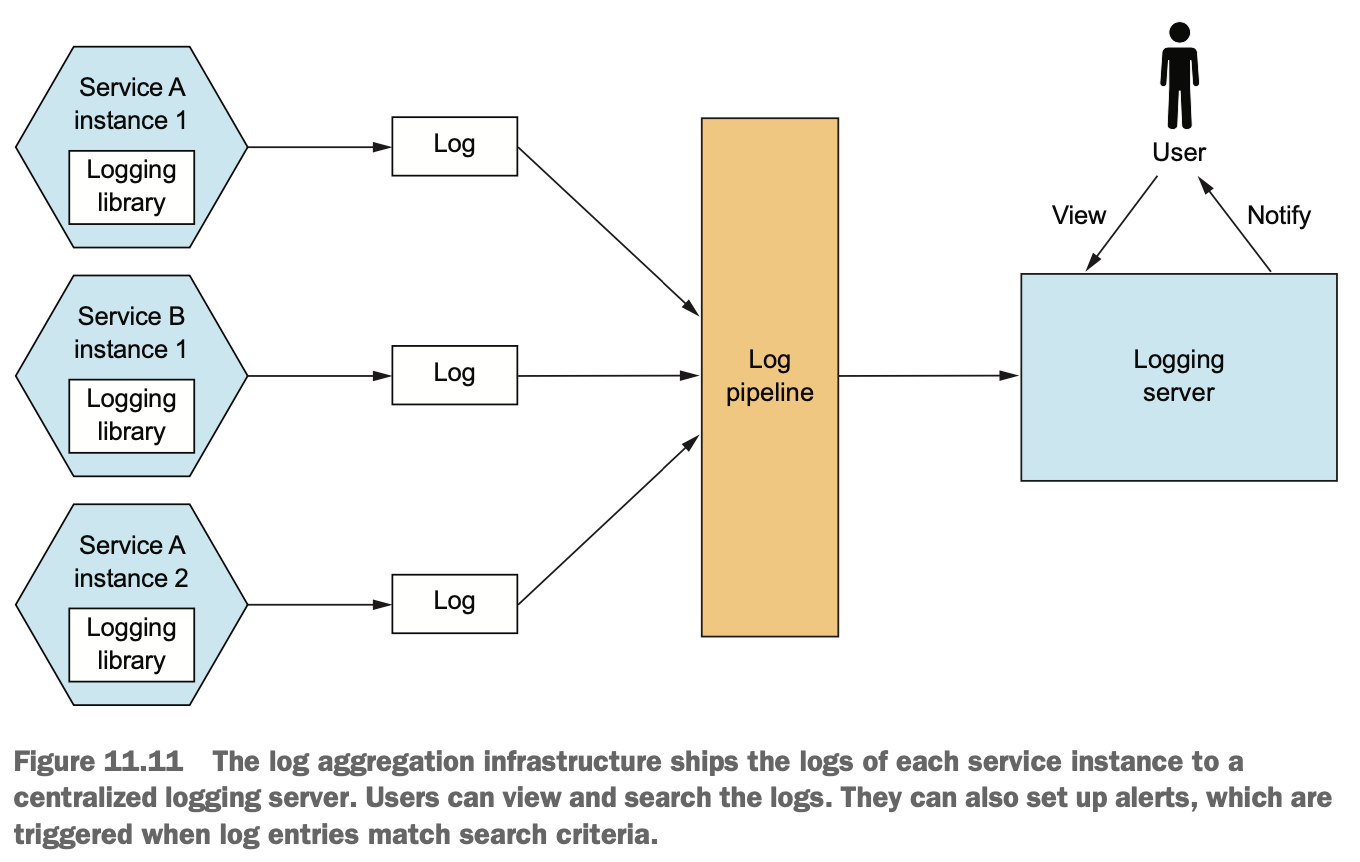 Service A
instance 1
Logging
library
Log
Service B
instance 1
Logging
library
Log
Service A
instance 2
Logging
library
Log
Log
pipeline
User
View
Notify
Logging
server
Figure 11.11 The log aggregation infrastructure ships the logs of each service instance to a
centralized logging server. Users can view and search the logs. They can also set up alerts, which are
triggered when log entries match search criteria.